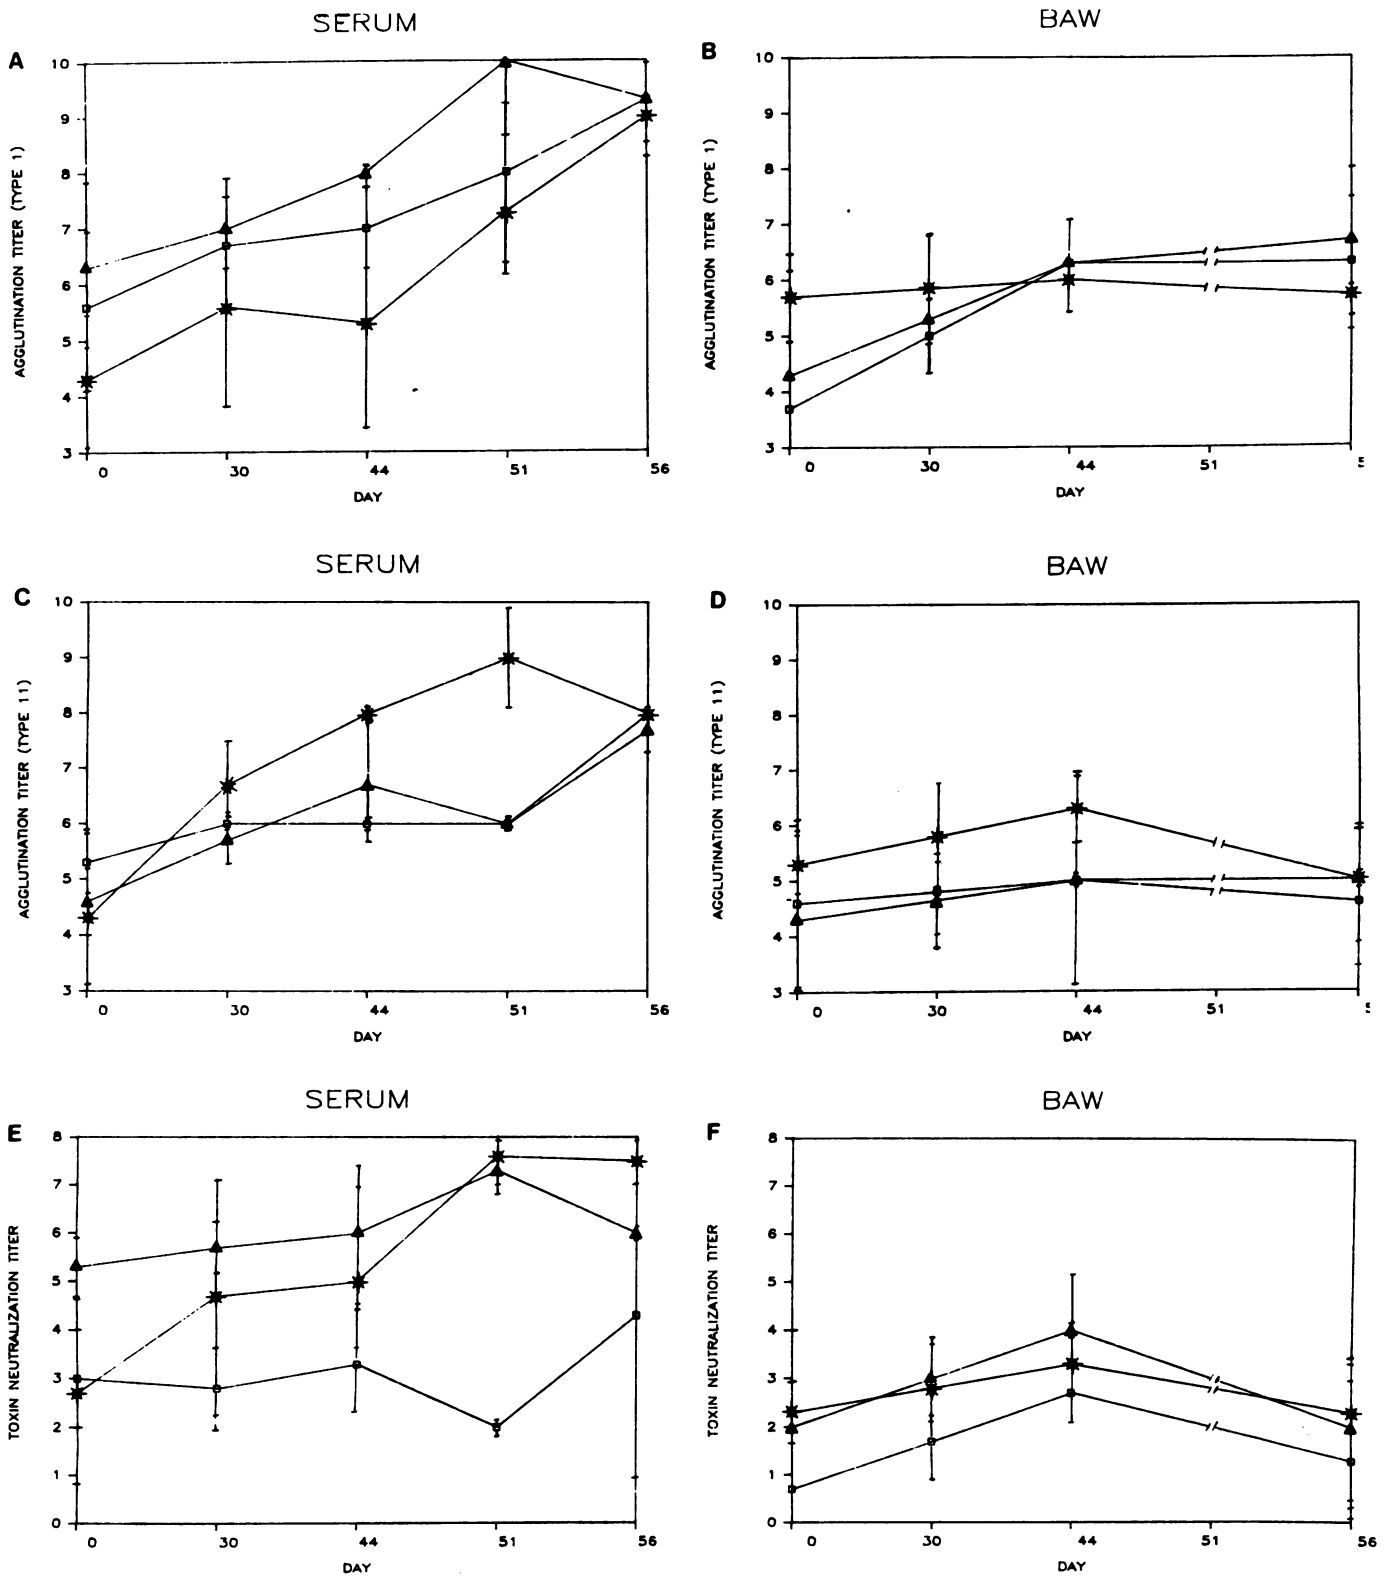 SERUM
A
AGGLUTINATION TITER (TYPE 1)
10
9
8
7
6
5
4
3
0 30 44 51 56
DAY
BAW
B
AGGLUTINATION TITER (TYPE 1)
10
9
8
7
6
5
4
3
0 30 44 51
DAY
SERUM
C
AGGLUTINATION TITER (TYPE 11)
10
9
8
7
6
5
4
3
0 30 44 51 56
DAY
BAW
D
AGGLUTINATION TITER (TYPE 11)
10
9
8
7
6
5
4
3
0 30 44 51
DAY
SERUM
E
TOXIN NEUTRALIZATION TITER
8
7
6
5
4
3
2
1
0
0 30 44 51 56
DAY
BAW
F
TOXIN NEUTRALIZATION TITER
8
7
6
5
4
3
2
1
0
0 30 44 51 56
DAY